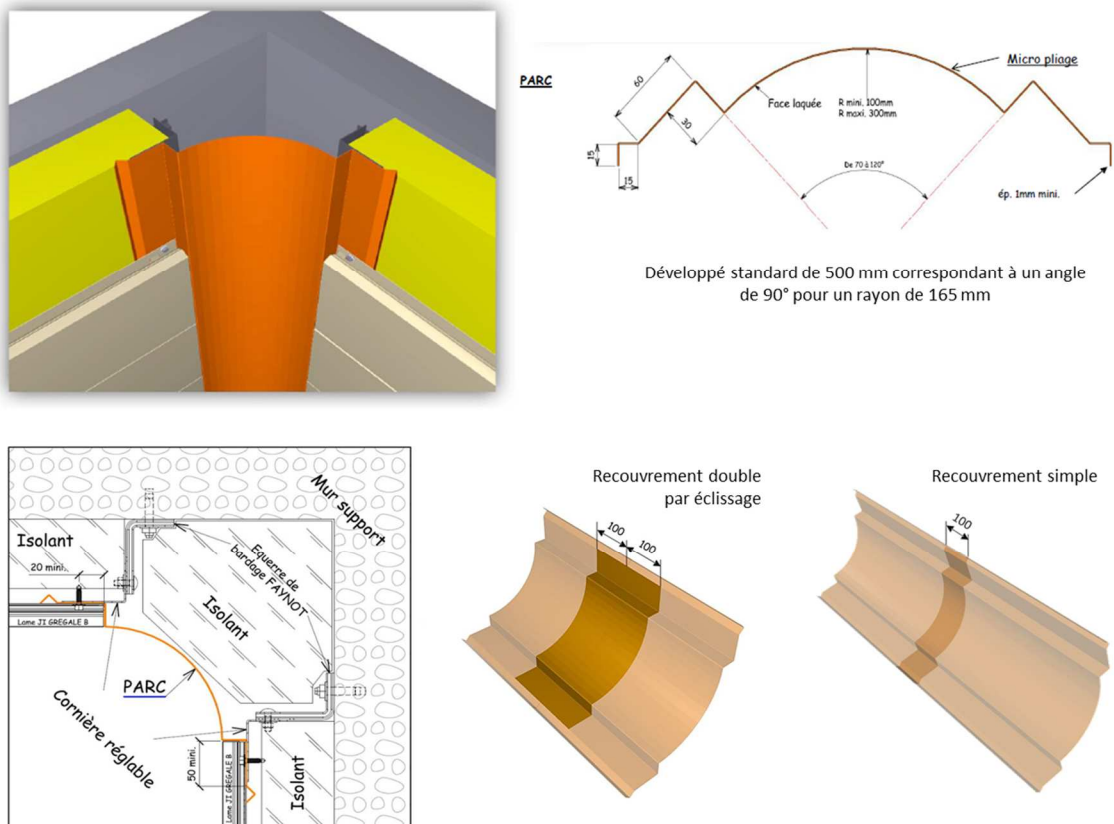 PARC
60
30
15
15
Face laquée
R mini. 100mm
R maxi. 300mm
Micro pliage
De 70 à 120°
ép. 1mm mini.
Développé standard de 500 mm correspondant à un angle
de 90° pour un rayon de 165 mm
Mur support
Isolant
20 mini.
Equerre de
bardage FAYNOT
Isolant
Lame JI GREGALE B
PARC
Cornière réglable
50 mini.
Lame JI GREGALE B
Isolant
Recouvrement double
par éclissage
100
100
Recouvrement simple
100